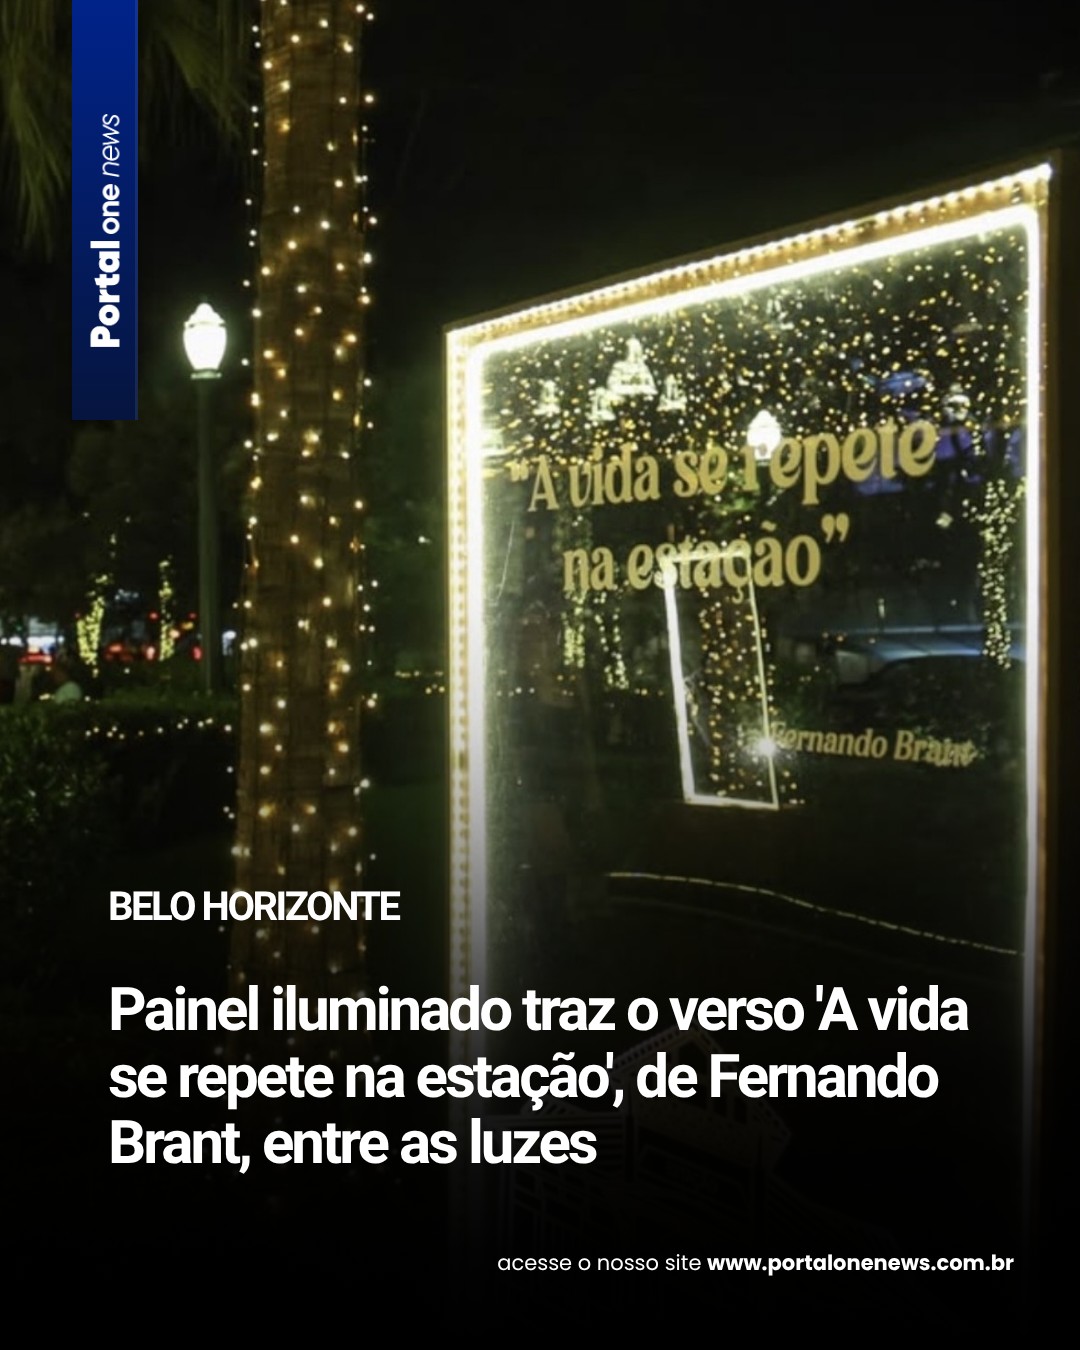 Portal one news
"A vida se repete
na estação"
Fernando Brant
BELO HORIZONTE
Painel iluminado traz o verso 'A vida
se repete na estação', de Fernando
Brant, entre as luzes
acesse o nosso site www.portalonenews.com.br